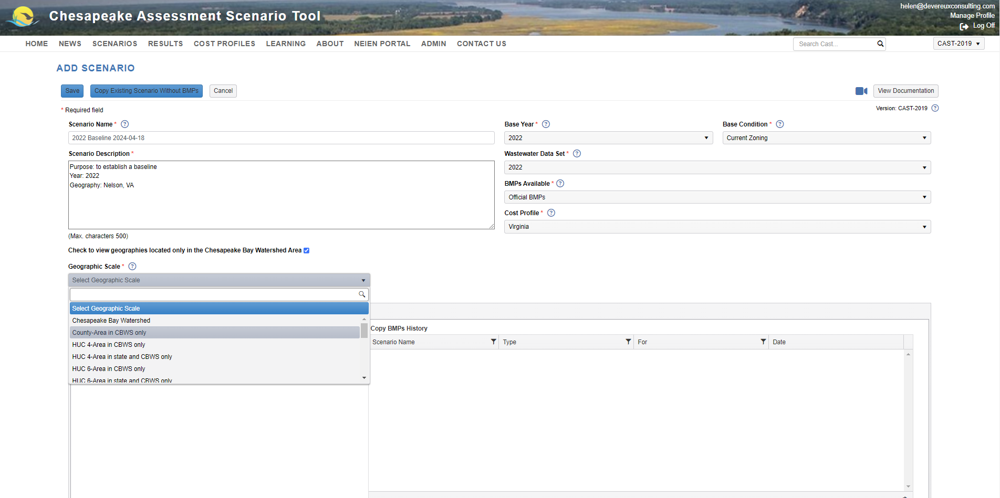 Chesapeake Assessment Scenario Tool
helen@devereuxconsulting.com
Manage Profile
Log Off
HOME NEWS SCENARIOS RESULTS COST PROFILES LEARNING ABOUT NEIEN PORTAL ADMIN CONTACT US
Search Cast...
CAST-2019
ADD SCENARIO
Save Copy Existing Scenario Without BMPs Cancel
View Documentation
* Required field
Version: CAST-2019 ?
Scenario Name * ?
2022 Baseline 2024-04-18
Base Year * ?
2022
Base Condition * ?
Current Zoning
Scenario Description *
Purpose: to establish a baseline
Year: 2022
Geography: Nelson, VA
(Max. characters 500)
Wastewater Data Set * ?
2022
BMPs Available * ?
Official BMPs
Cost Profile * ?
Virginia
Check to view geographies located only in the Chesapeake Bay Watershed Area
Geographic Scale * ?
Select Geographic Scale
Select Geographic Scale
Chesapeake Bay Watershed
County-Area in CBWS only
HUC 4-Area in CBWS only
HUC 4-Area in state and CBWS only
HUC 6-Area in CBWS only
HUC 6-Area in state and CBWS only
Copy BMPs History
Scenario Name Type For Date